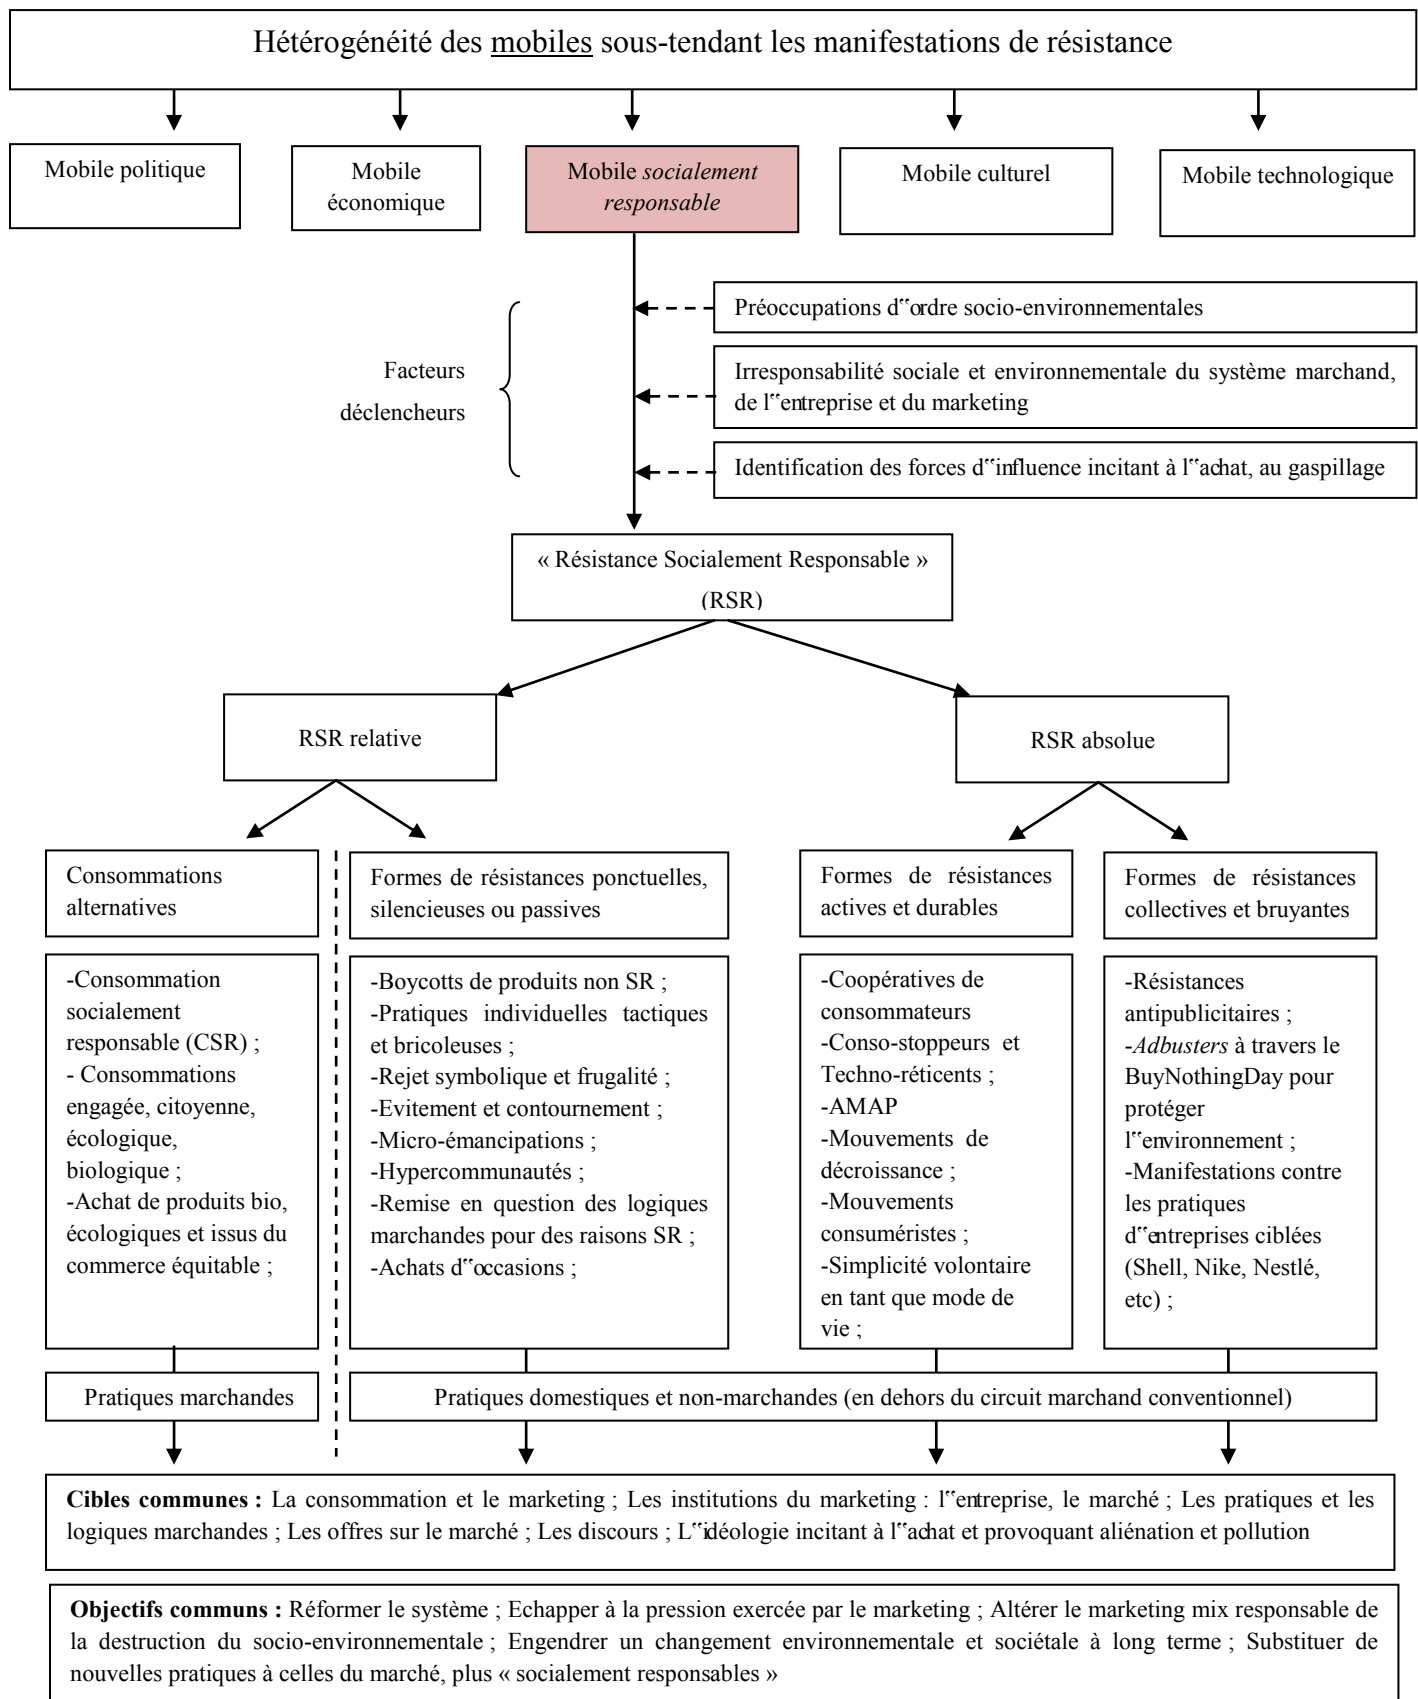 Hétérogénéité des mobiles sous-tendant les manifestations de résistance
Mobile politique
Mobile
économique
Mobile socialement
responsable
Mobile culturel
Mobile technologique
Facteurs
déclencheurs
Préoccupations d‟ordre socio-environnementales
Irresponsabilité sociale et environnementale du système marchand,
de l‟entreprise et du marketing
Identification des forces d‟influence incitant à l‟achat, au gaspillage
« Résistance Socialement Responsable »
(RSR)
RSR relative
RSR absolue
Consommations
alternatives
Formes de résistances ponctuelles,
silencieuses ou passives
Formes de résistances
actives et durables
Formes de résistances
collectives et bruyantes
-Consommation
socialement
responsable (CSR) ;
- Consommations
engagée, citoyenne,
écologique,
biologique ;
-Achat de produits bio,
écologiques et issus du
commerce équitable ;
-Boycotts de produits non SR ;
-Pratiques individuelles tactiques
et bricoleuses ;
-Rejet symbolique et frugalité ;
-Evitement et contournement ;
-Micro-émancipations ;
-Hypercommunautés ;
-Remise en question des logiques
marchandes pour des raisons SR ;
-Achats d‟occasions ;
-Coopératives de
consommateurs
-Conso-stoppeurs et
Techno-réticents ;
-AMAP
-Mouvements de
décroissance ;
-Mouvements
consuméristes ;
-Simplicité volontaire
en tant que mode de
vie ;
-Résistances
antipublicitaires ;
-Adbusters à travers le
BuyNothingDay pour
protéger
l‟environnement ;
-Manifestations contre
les pratiques
d‟entreprises ciblées
(Shell, Nike, Nestlé,
etc) ;
Pratiques marchandes
Pratiques domestiques et non-marchandes (en dehors du circuit marchand conventionnel)
Cibles communes : La consommation et le marketing ; Les institutions du marketing : l‟entreprise, le marché ; Les pratiques et les
logiques marchandes ; Les offres sur le marché ; Les discours ; L‟idéologie incitant à l‟achat et provoquant aliénation et pollution
Objectifs communs : Réformer le système ; Echapper à la pression exercée par le marketing ; Altérer le marketing mix responsable de
la destruction du socio-environnementale ; Engendrer un changement environnementale et sociétale à long terme ; Substituer de
nouvelles pratiques à celles du marché, plus « socialement responsables »